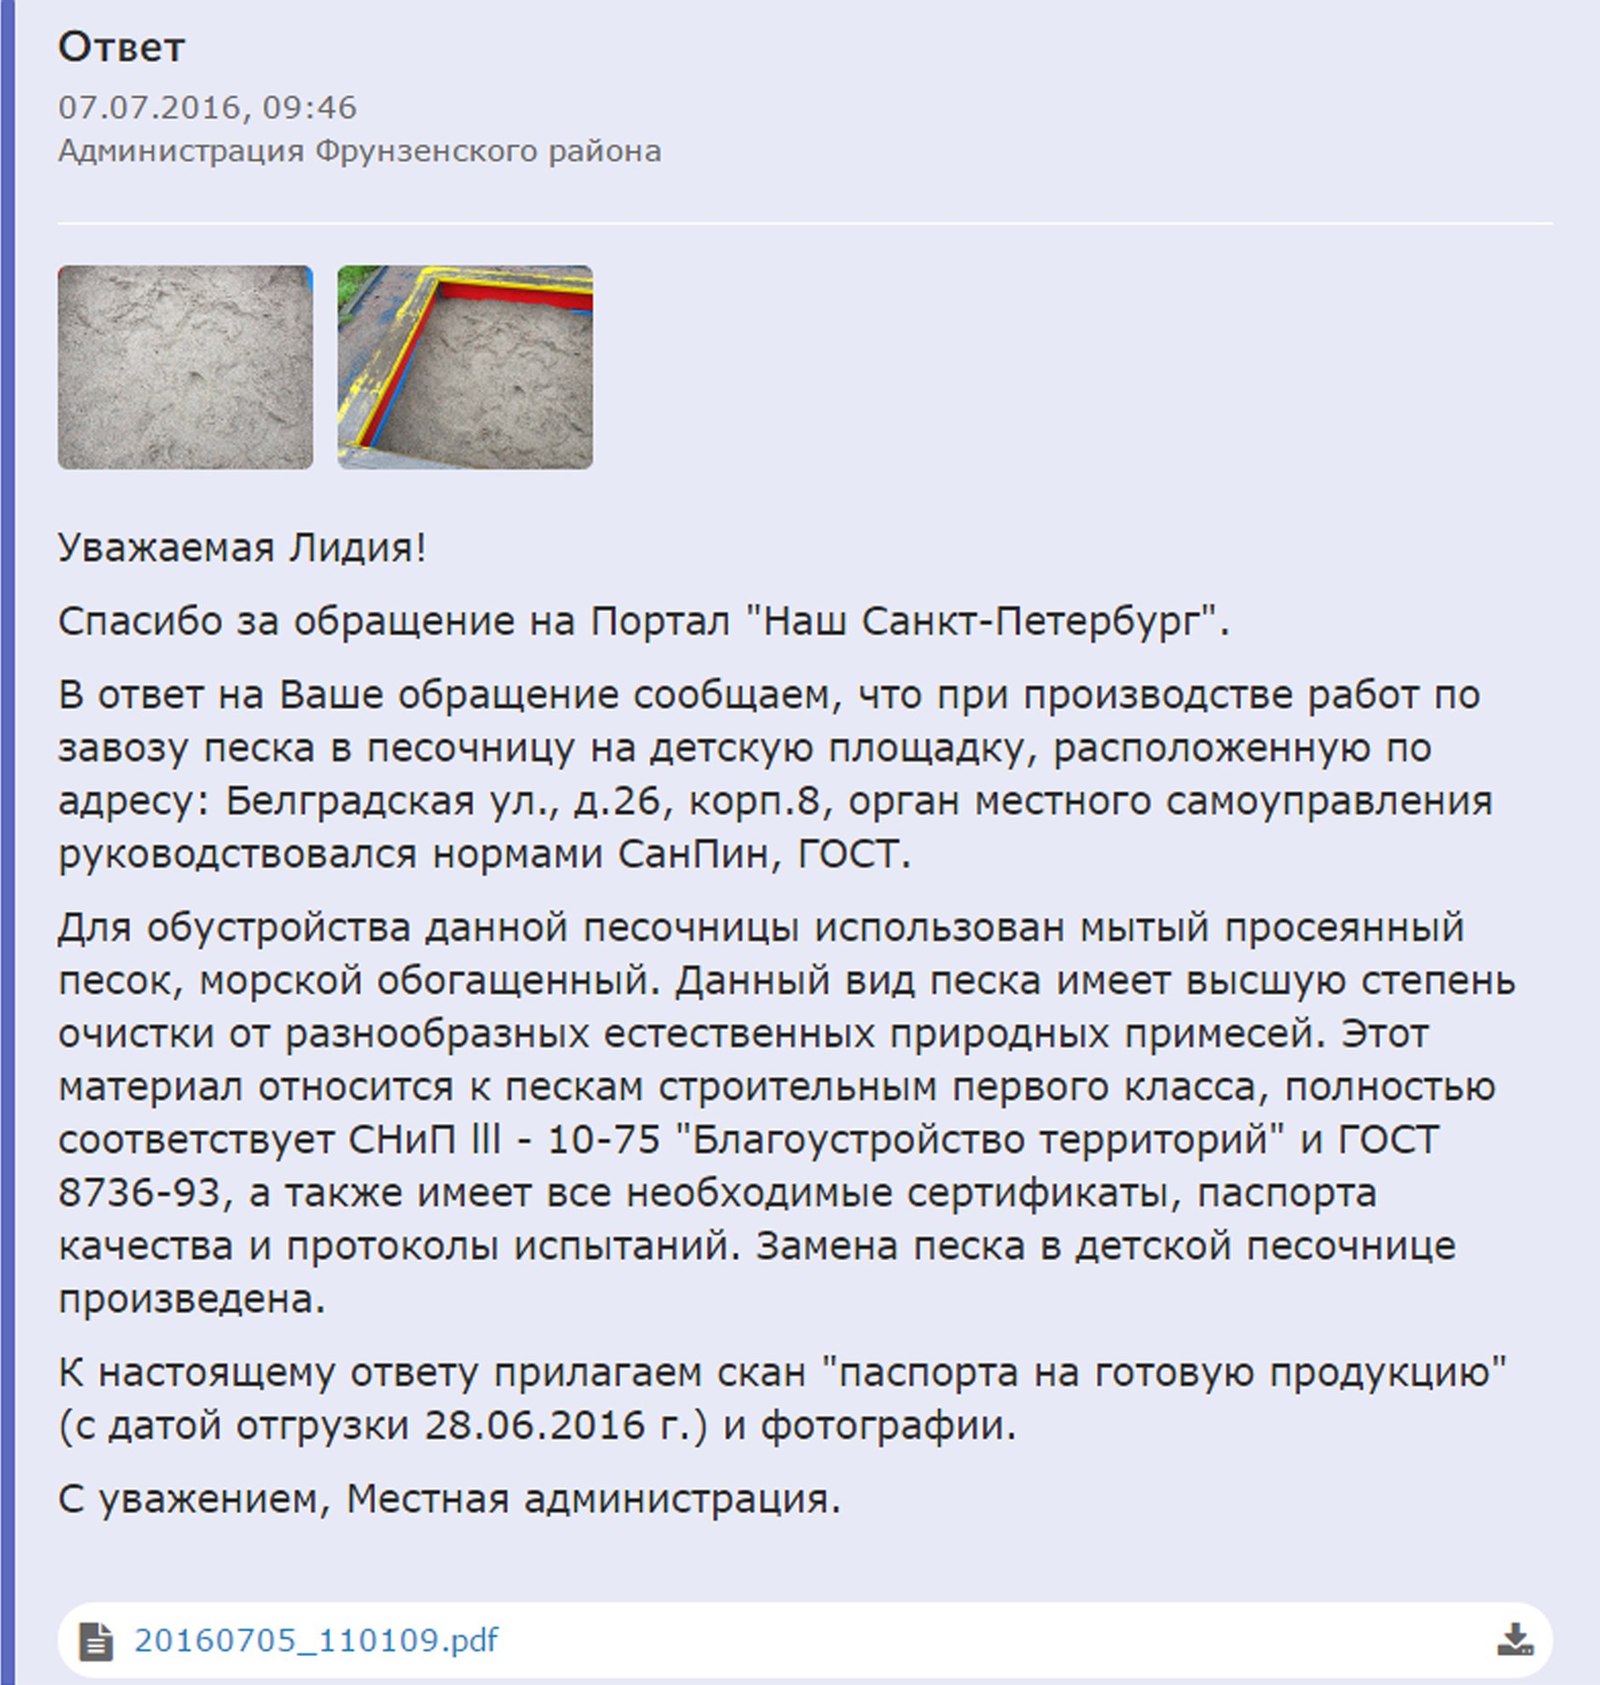 Ответ
07.07.2016, 09:46
Администрация Фрунзенского района
Уважаемая Лидия!
Спасибо за обращение на Портал "Наш Санкт-Петербург".
В ответ на Ваше обращение сообщаем, что при производстве работ по
завозу песка в песочницу на детскую площадку, расположенную по
адресу: Белградская ул., д.26, корп.8, орган местного самоуправления
руководствовался нормами СанПин, ГОСТ.
Для обустройства данной песочницы использован мытый просеянный
песок, морской обогащенный. Данный вид песка имеет высшую степень
очистки от разнообразных естественных природных примесей. Этот
материал относится к пескам строительным первого класса, полностью
соответствует СНиП lll - 10-75 "Благоустройство территорий" и ГОСТ
8736-93, а также имеет все необходимые сертификаты, паспорта
качества и протоколы испытаний. Замена песка в детской песочнице
произведена.
К настоящему ответу прилагаем скан "паспорта на готовую продукцию"
(с датой отгрузки 28.06.2016 г.) и фотографии.
С уважением, Местная администрация.
20160705_110109.pdf